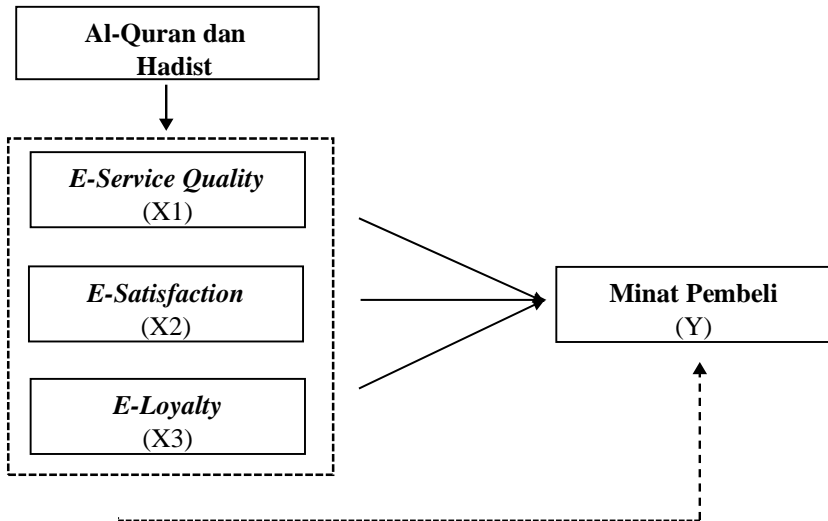 Al-Quran dan
Hadist
E-Service Quality
(X1)
E-Satisfaction
(X2)
E-Loyalty
(X3)
Minat Pembeli
(Y)